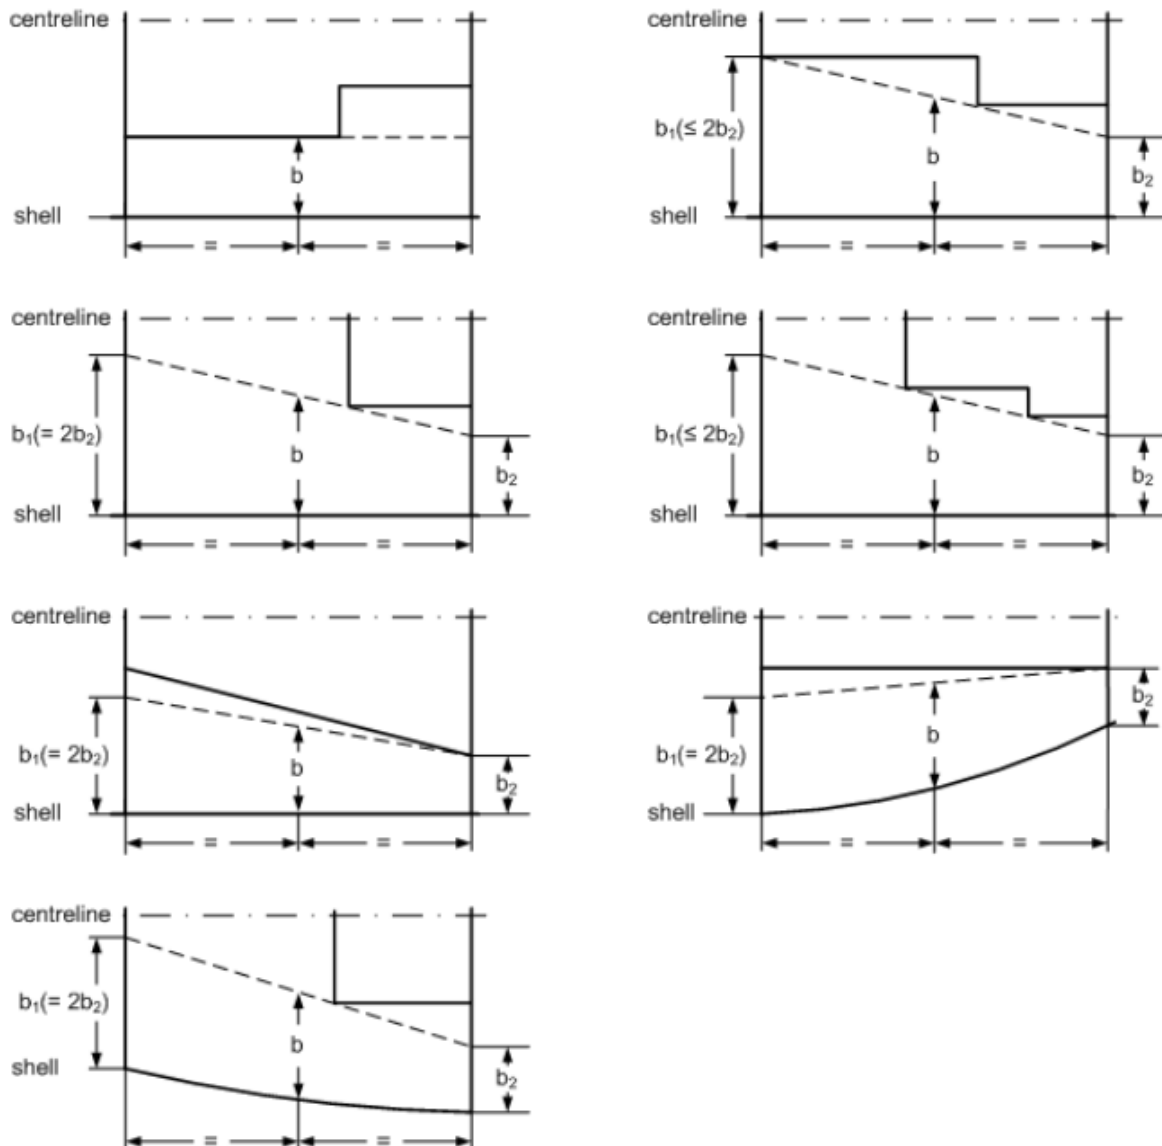 centreline
b
shell
=
=
centreline
b₁(≤ 2b₂)
b
b₂
shell
=
=
centreline
b₁(= 2b₂)
b
b₂
shell
=
=
centreline
b₁(≤ 2b₂)
b
b₂
shell
=
=
centreline
b₁(= 2b₂)
b
b₂
shell
=
=
centreline
b₂
b
b₁(= 2b₂)
shell
=
=
centreline
b₁(= 2b₂)
b
shell
b₂
=
=